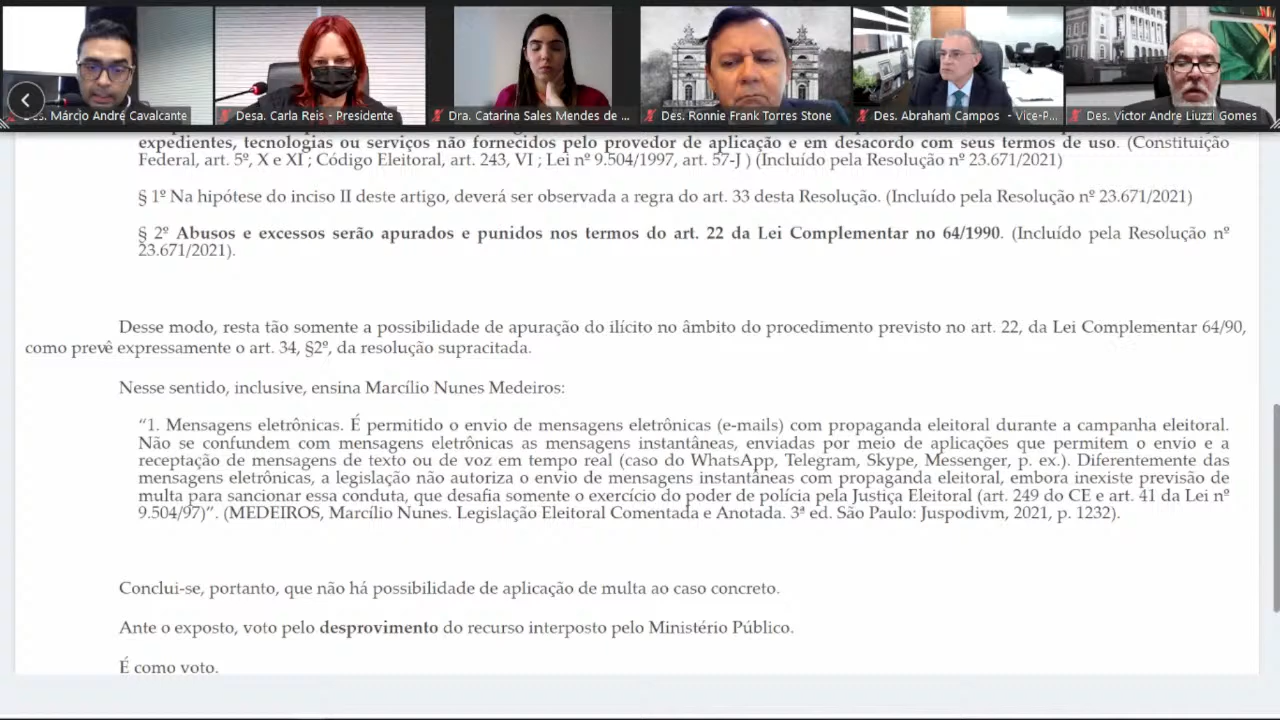 Des. Márcio André Cavalcante
Desa. Carla Reis - Presidente
Dra. Catarina Sales Mendes de ...
Des. Ronnie Frank Torres Stone
Des. Abraham Campos - Vice-P...
Des. Victor Andre Liuzzi Gomes
expedientes, tecnologias ou serviços não fornecidos pelo provedor de aplicação e em desacordo com seus termos de uso. (Constituição
Federal, art. 5º, X e XI ; Código Eleitoral, art. 243, VI ; Lei nº 9.504/1997, art. 57-J ) (Incluído pela Resolução nº 23.671/2021)
§ 1º Na hipótese do inciso II deste artigo, deverá ser observada a regra do art. 33 desta Resolução. (Incluído pela Resolução nº 23.671/2021)
§ 2º Abusos e excessos serão apurados e punidos nos termos do art. 22 da Lei Complementar no 64/1990. (Incluído pela Resolução nº
23.671/2021).
Desse modo, resta tão somente a possibilidade de apuração do ilícito no âmbito do procedimento previsto no art. 22, da Lei Complementar 64/90,
como prevê expressamente o art. 34, §2º, da resolução supracitada.
Nesse sentido, inclusive, ensina Marcílio Nunes Medeiros:
“1. Mensagens eletrônicas. É permitido o envio de mensagens eletrônicas (e-mails) com propaganda eleitoral durante a campanha eleitoral.
Não se confundem com mensagens eletrônicas as mensagens instantâneas, enviadas por meio de aplicações que permitem o envio e a
receptação de mensagens de texto ou de voz em tempo real (caso do WhatsApp, Telegram, Skype, Messenger, p. ex.). Diferentemente das
mensagens eletrônicas, a legislação não autoriza o envio de mensagens instantâneas com propaganda eleitoral, embora inexiste previsão de
multa para sancionar essa conduta, que desafia somente o exercício do poder de polícia pela Justiça Eleitoral (art. 249 do CE e art. 41 da Lei nº
9.504/97)”. (MEDEIROS, Marcílio Nunes. Legislação Eleitoral Comentada e Anotada. 3ª ed. São Paulo: Juspodivm, 2021, p. 1232).
Conclui-se, portanto, que não há possibilidade de aplicação de multa ao caso concreto.
Ante o exposto, voto pelo desprovimento do recurso interposto pelo Ministério Público.
É como voto.